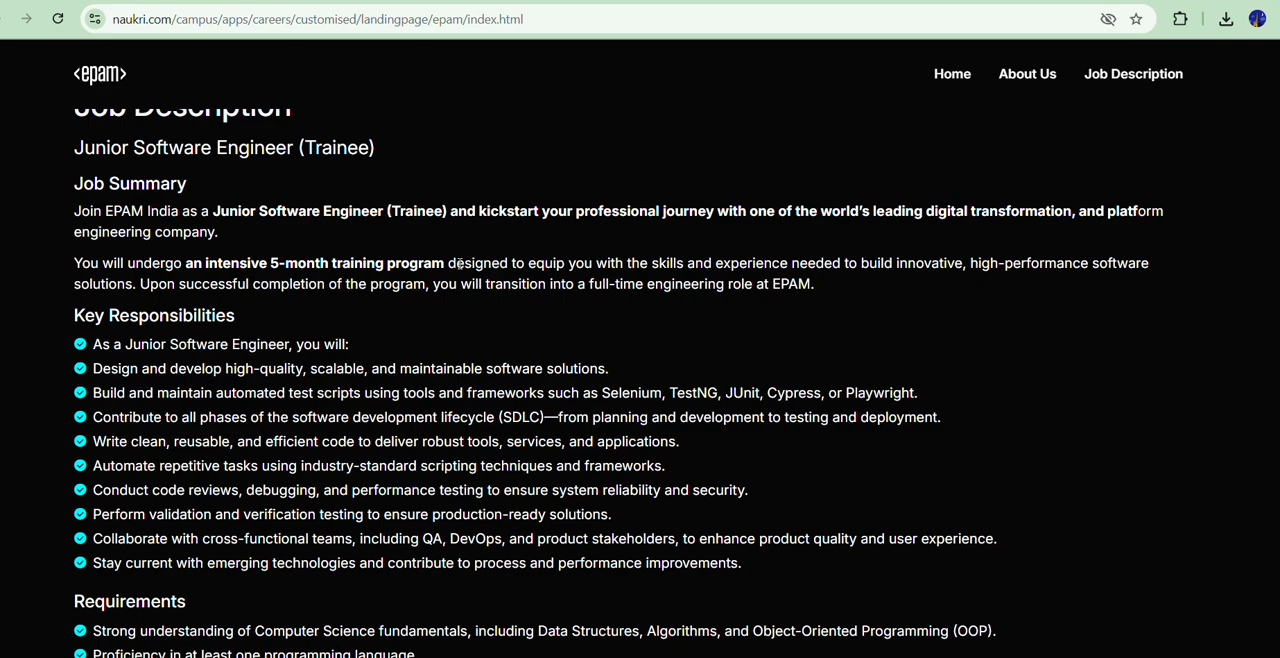 naukri.com/campus/apps/careers/customised/landingpage/epam/index.html
<epam>
Home
About Us
Job Description
Job Description
Junior Software Engineer (Trainee)
Job Summary
Join EPAM India as a Junior Software Engineer (Trainee) and kickstart your professional journey with one of the world’s leading digital transformation, and platform
engineering company.
You will undergo an intensive 5-month training program designed to equip you with the skills and experience needed to build innovative, high-performance software
solutions. Upon successful completion of the program, you will transition into a full-time engineering role at EPAM.
Key Responsibilities
As a Junior Software Engineer, you will:
Design and develop high-quality, scalable, and maintainable software solutions.
Build and maintain automated test scripts using tools and frameworks such as Selenium, TestNG, JUnit, Cypress, or Playwright.
Contribute to all phases of the software development lifecycle (SDLC)—from planning and development to testing and deployment.
Write clean, reusable, and efficient code to deliver robust tools, services, and applications.
Automate repetitive tasks using industry-standard scripting techniques and frameworks.
Conduct code reviews, debugging, and performance testing to ensure system reliability and security.
Perform validation and verification testing to ensure production-ready solutions.
Collaborate with cross-functional teams, including QA, DevOps, and product stakeholders, to enhance product quality and user experience.
Stay current with emerging technologies and contribute to process and performance improvements.
Requirements
Strong understanding of Computer Science fundamentals, including Data Structures, Algorithms, and Object-Oriented Programming (OOP).
Proficiency in at least one programming language